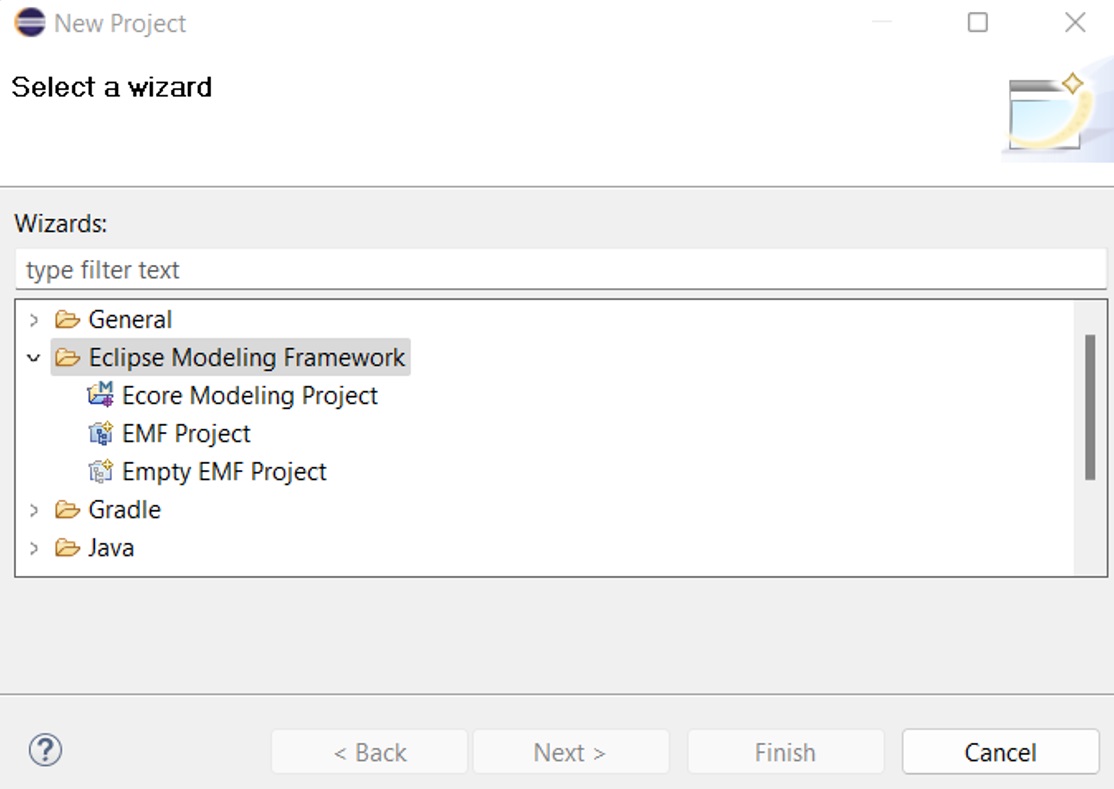 New Project
Select a wizard
Wizards:
type filter text
General
Eclipse Modeling Framework
Ecore Modeling Project
EMF Project
Empty EMF Project
Gradle
Java
? < Back Next > Finish Cancel